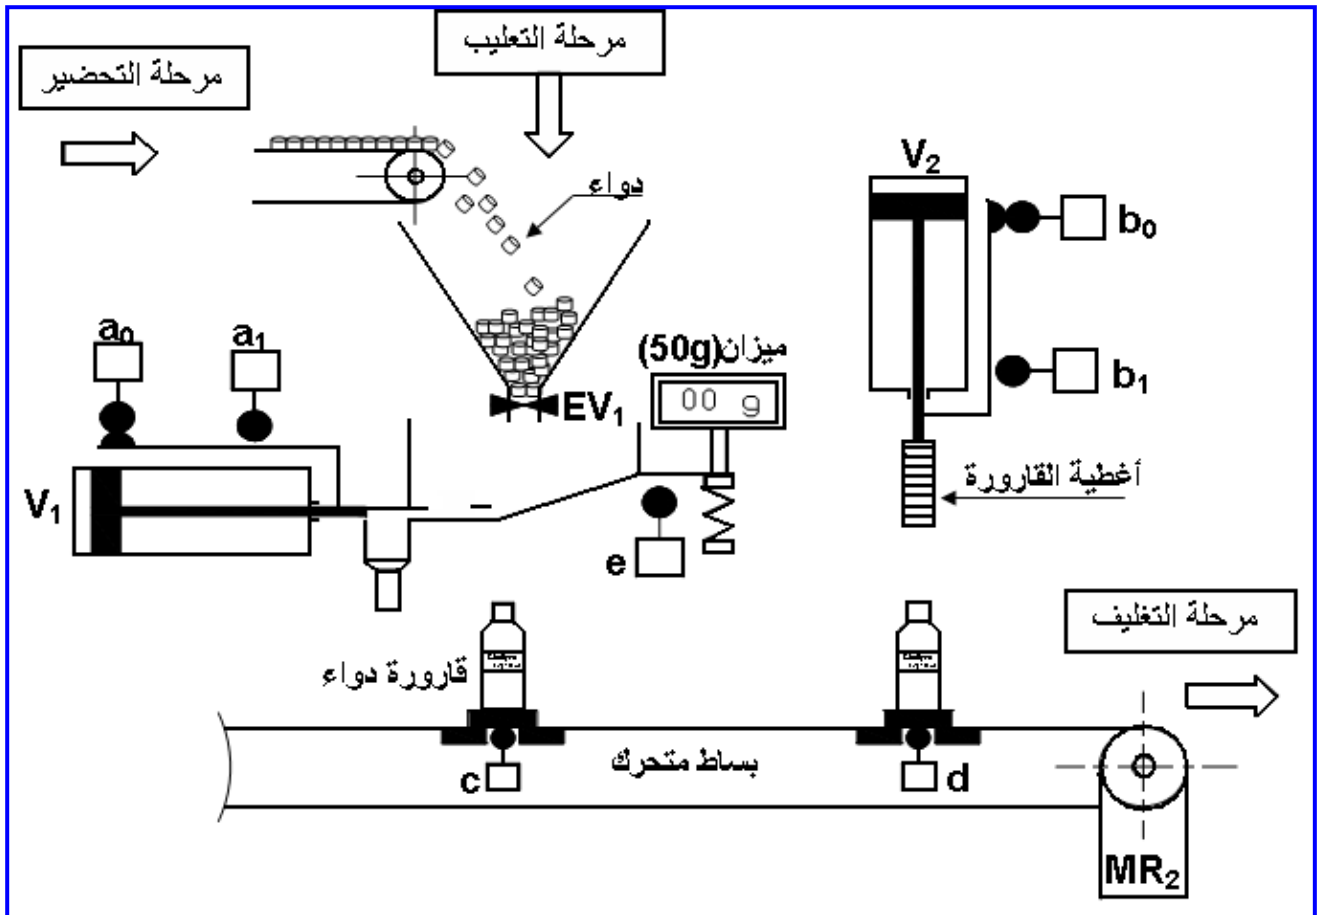 مرحلة التعليب
مرحلة التحضير
V₂
دواء
b₀
a₀
a₁
ميزان(50g)
b₁
00 g
EV₁
أغطية القارورة
V₁
e
مرحلة التغليف
قارورة دواء
بساط متحرك
c
d
MR₂